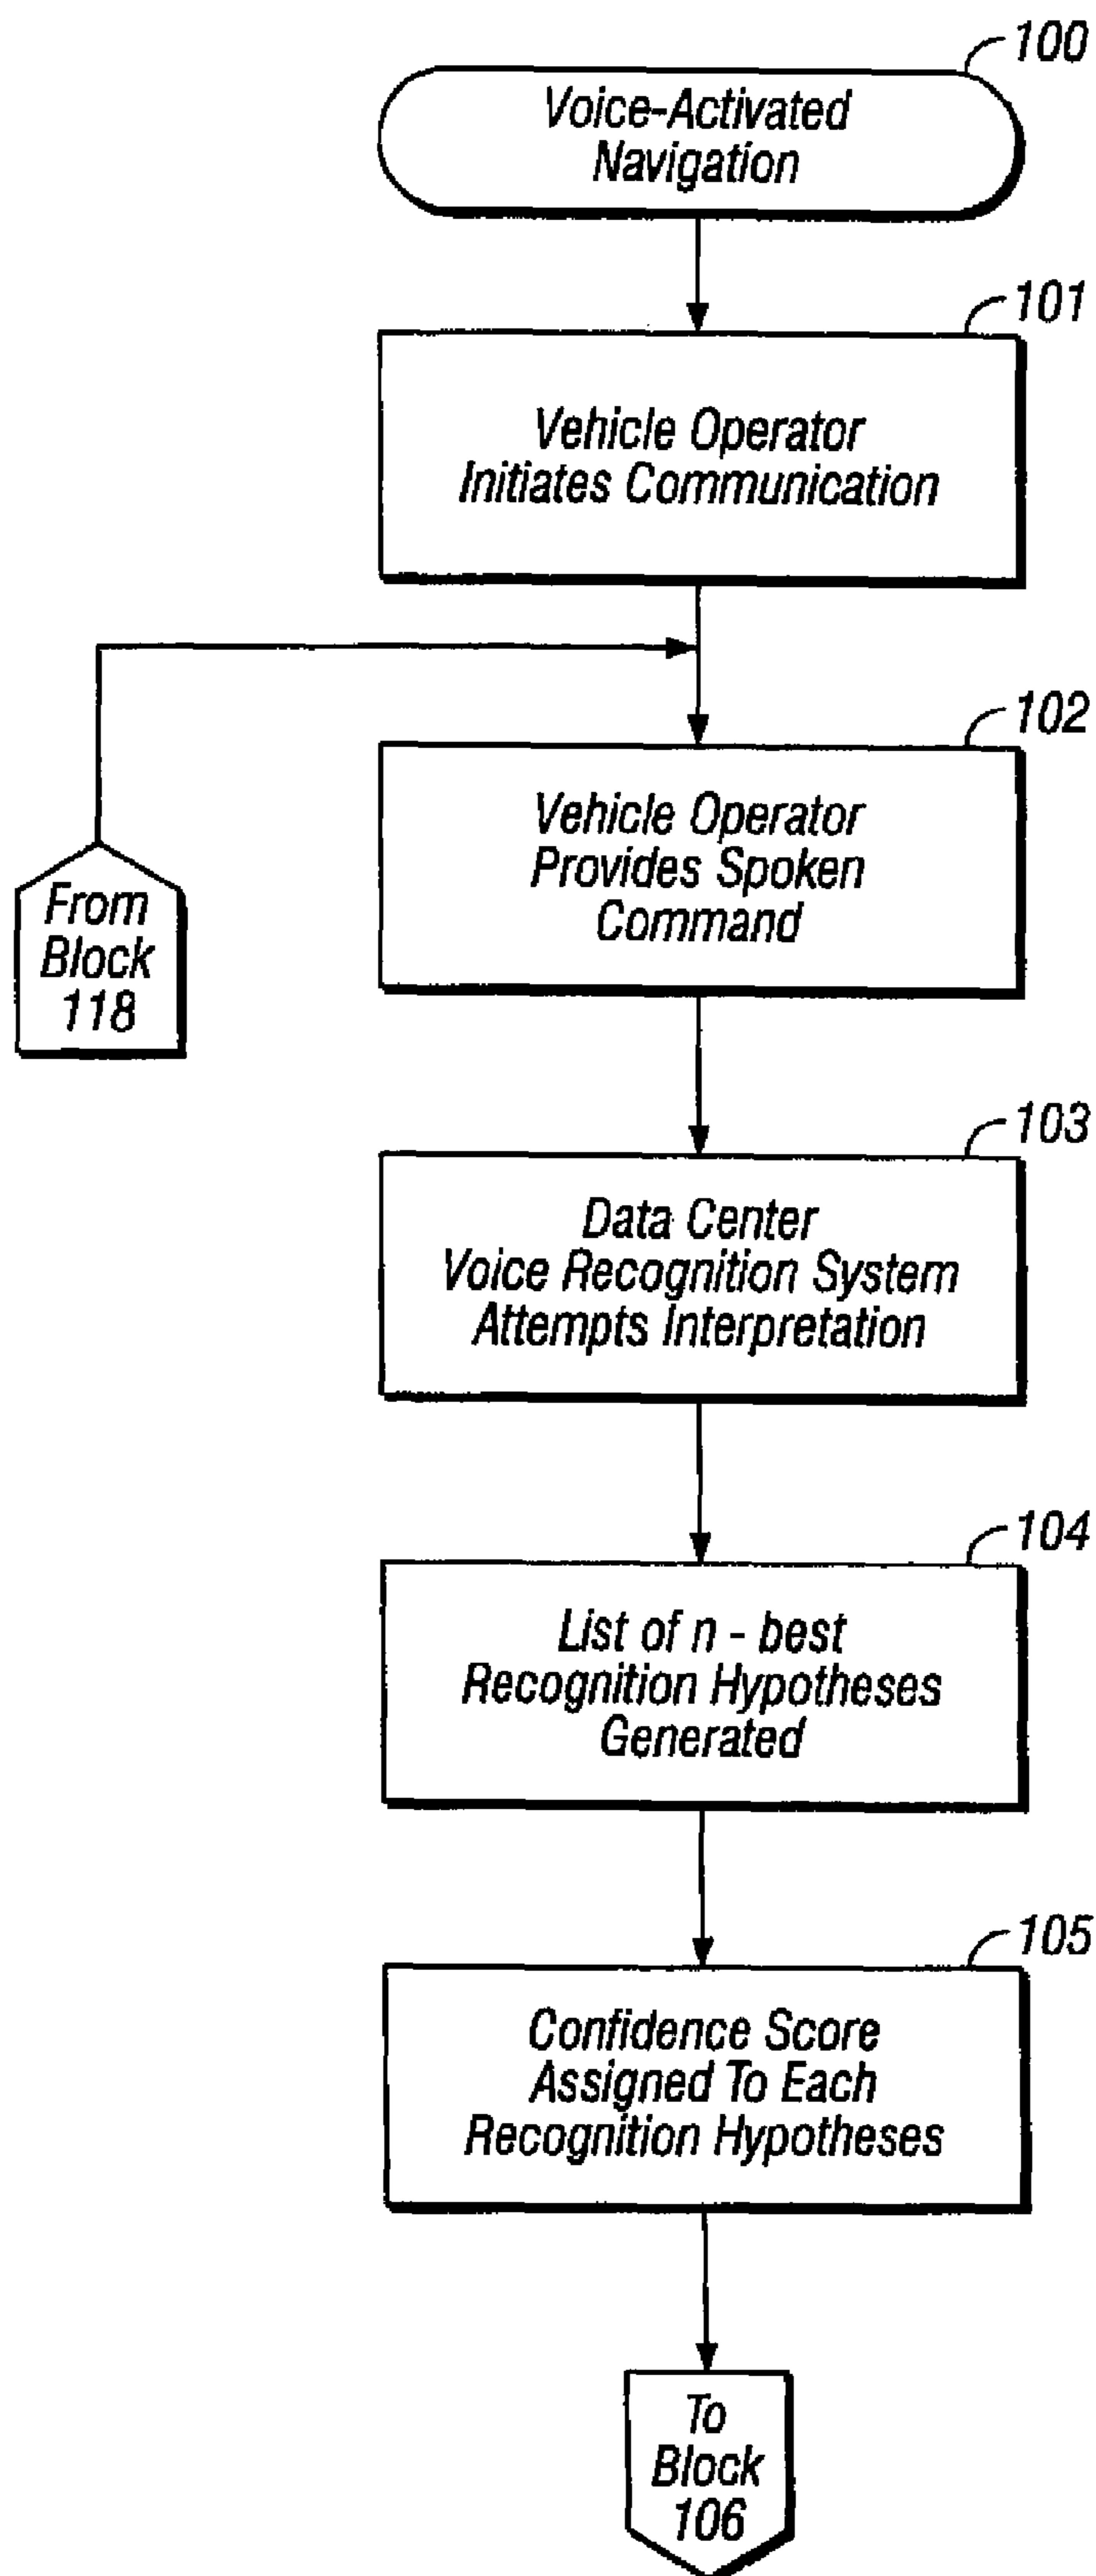 100
Voice-Activated
Navigation
101
Vehicle Operator
Initiates Communication
102
Vehicle Operator
Provides Spoken
Command
From
Block
118
103
Data Center
Voice Recognition System
Attempts Interpretation
104
List of n - best
Recognition Hypotheses
Generated
105
Confidence Score
Assigned To Each
Recognition Hypotheses
To
Block
106